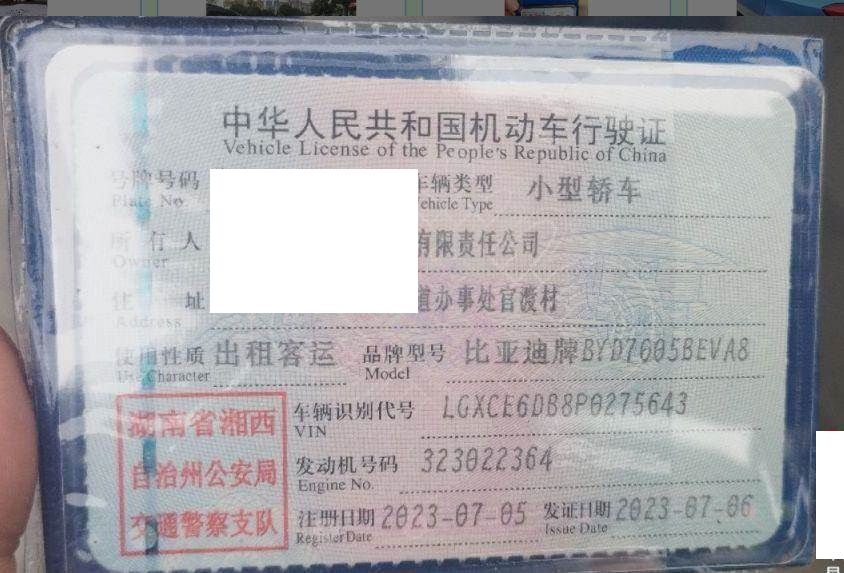 中华人民共和国机动车行驶证
Vehicle License of the People's Republic of China
号牌号码 车辆类型 小型轿车
Plate No. Vehicle Type
所有人 有限责任公司
Owner
住址 道办事处官渡村
Address
使用性质 出租客运 品牌型号 比亚迪牌BYD7005BEVA8
Use Character Model
湖南省湘西
自治州公安局
交通警察支队
车辆识别代号 LGXCE6DB8P0275643
VIN
发动机号码 323022364
Engine No.
注册日期 2023-07-05 发证日期 2023-07-06
Register Date Issue Date